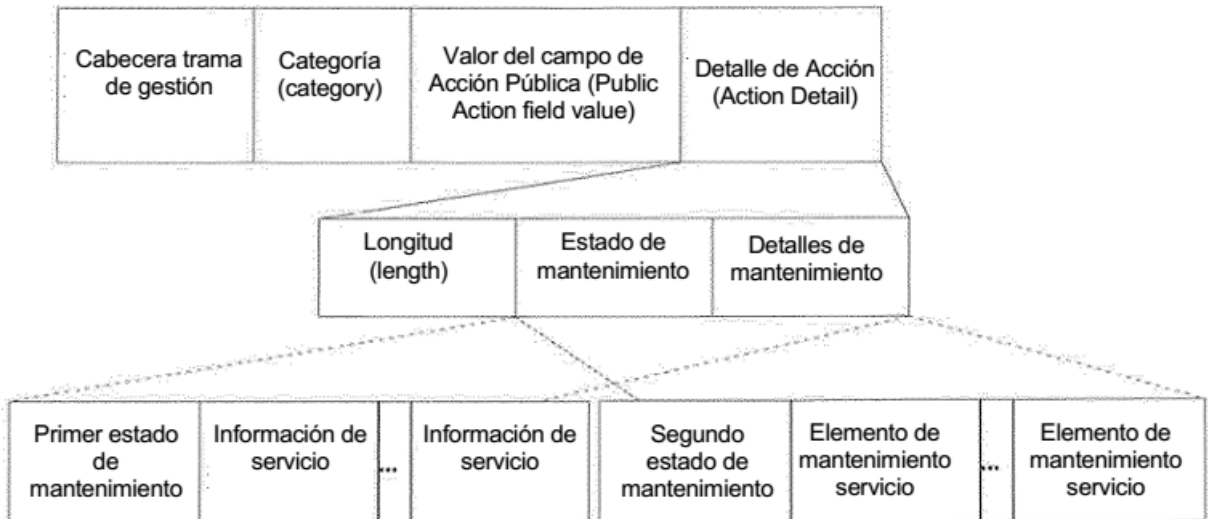 Cabecera trama
de gestión
Categoría
(category)
Valor del campo de
Acción Pública (Public
Action field value)
Detalle de Acción
(Action Detail)
Longitud
(length)
Estado de
mantenimiento
Detalles de
mantenimiento
Primer estado
de
mantenimiento
Información de
servicio
...
Información de
servicio
Segundo
estado de
mantenimiento
Elemento de
mantenimiento
servicio
...
Elemento de
mantenimiento
servicio